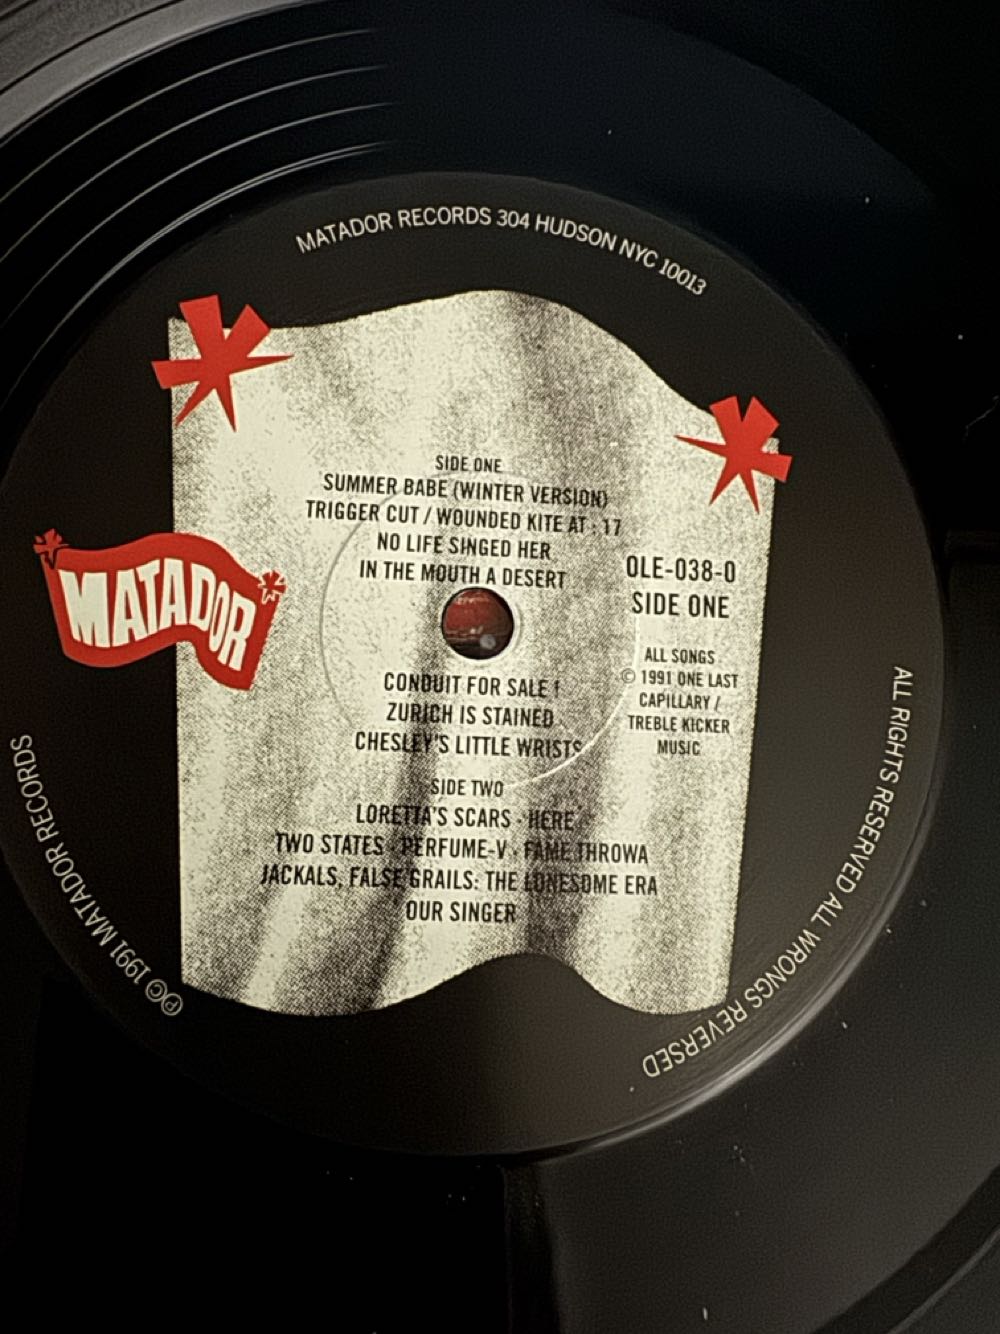 MATADOR RECORDS 304 HUDSON NYC 10013
SIDE ONE
SUMMER BABE (WINTER VERSION)
TRIGGER CUT / WOUNDED KITE AT : 17
NO LIFE SINGED HER
IN THE MOUTH A DESERT
CONDUIT FOR SALE !
ZURICH IS STAINED
CHESLEY'S LITTLE WRISTS
SIDE TWO
LORETTA'S SCARS · HERE
TWO STATES · PERFUME-V · FAME THROWA
JACKALS, FALSE GRAILS: THE LONESOME ERA
OUR SINGER
MATADOR
OLE-038-0
SIDE ONE
ALL SONGS
© 1991 ONE LAST
CAPILLARY /
TREBLE KICKER
MUSIC
ALL RIGHTS RESERVED ALL WRONGS REVERSED
℗© 1991 MATADOR RECORDS